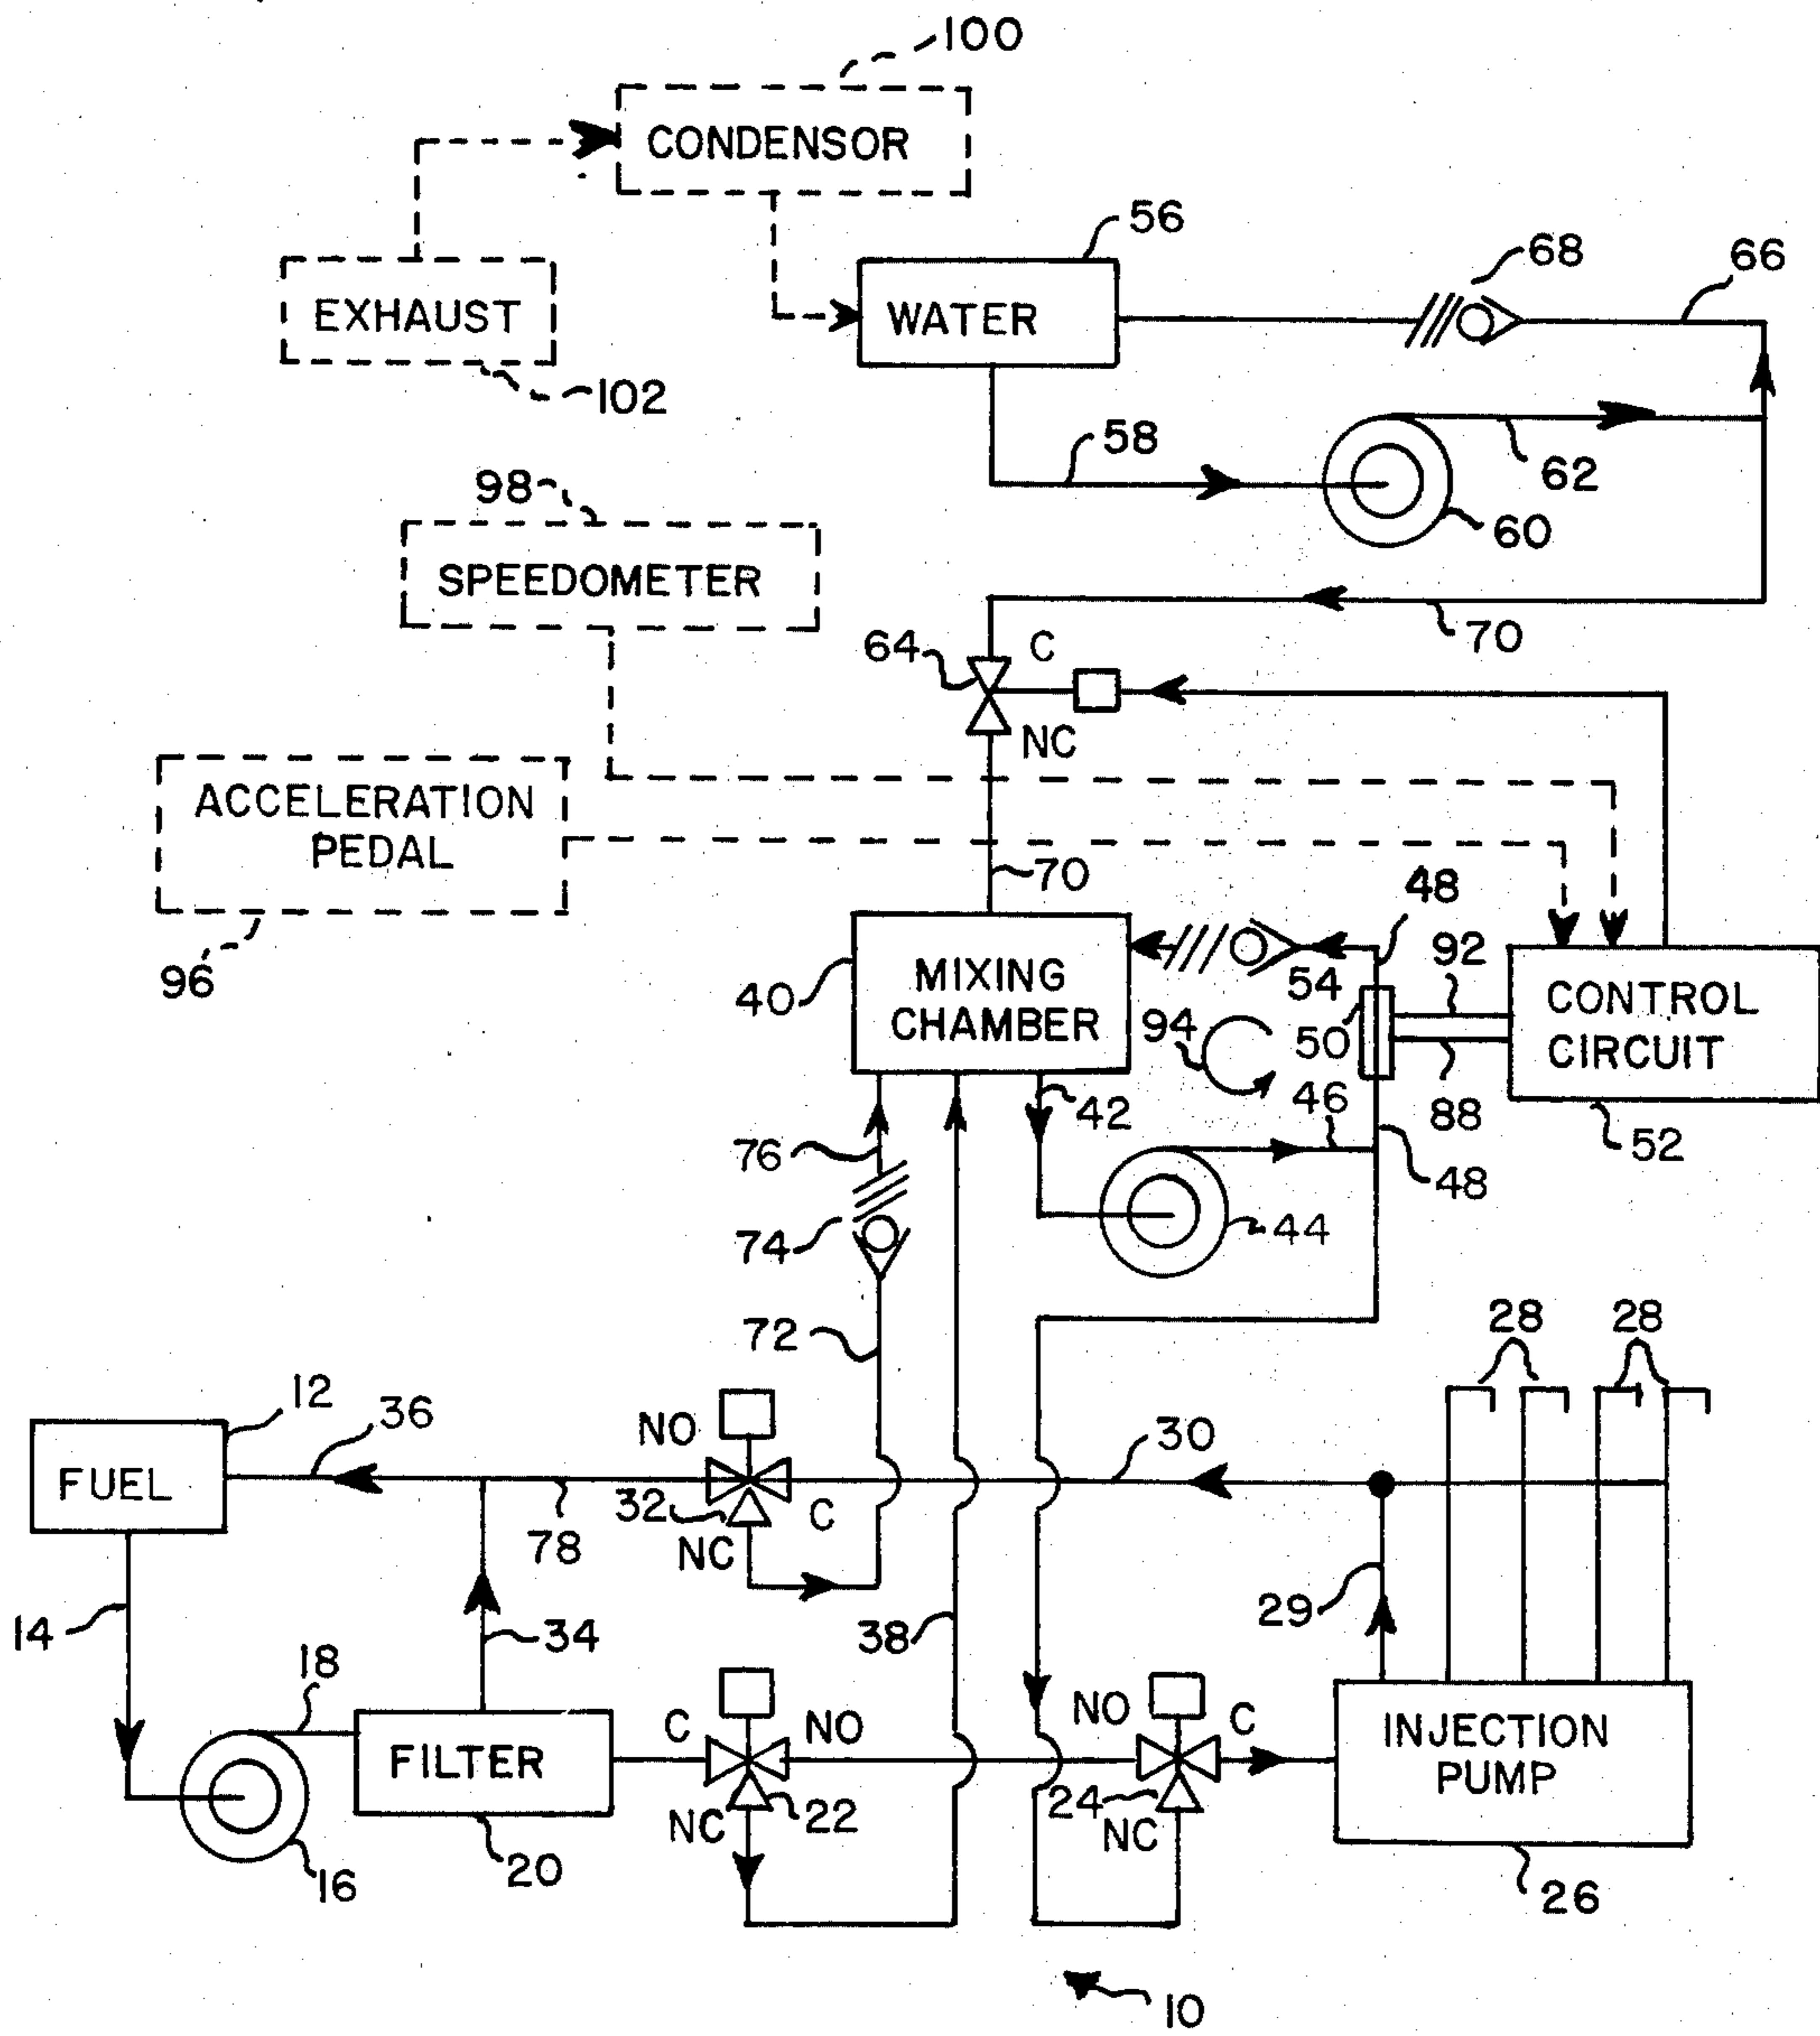 100
CONDENSOR
56
68
66
EXHAUST
WATER
102
58
62
98
60
SPEEDOMETER
70
64
C
NC
ACCELERATION
PEDAL
70
48
92
96
40
MIXING
CHAMBER
54
94
50
CONTROL
CIRCUIT
42
46
88
76
52
48
74
44
72
28
28
12
36
NO
30
FUEL
32
C
78
NC
29
14
34
38
18
NO
C
C
NO
FILTER
INJECTION
PUMP
22
24
NC
NC
20
16
26
10